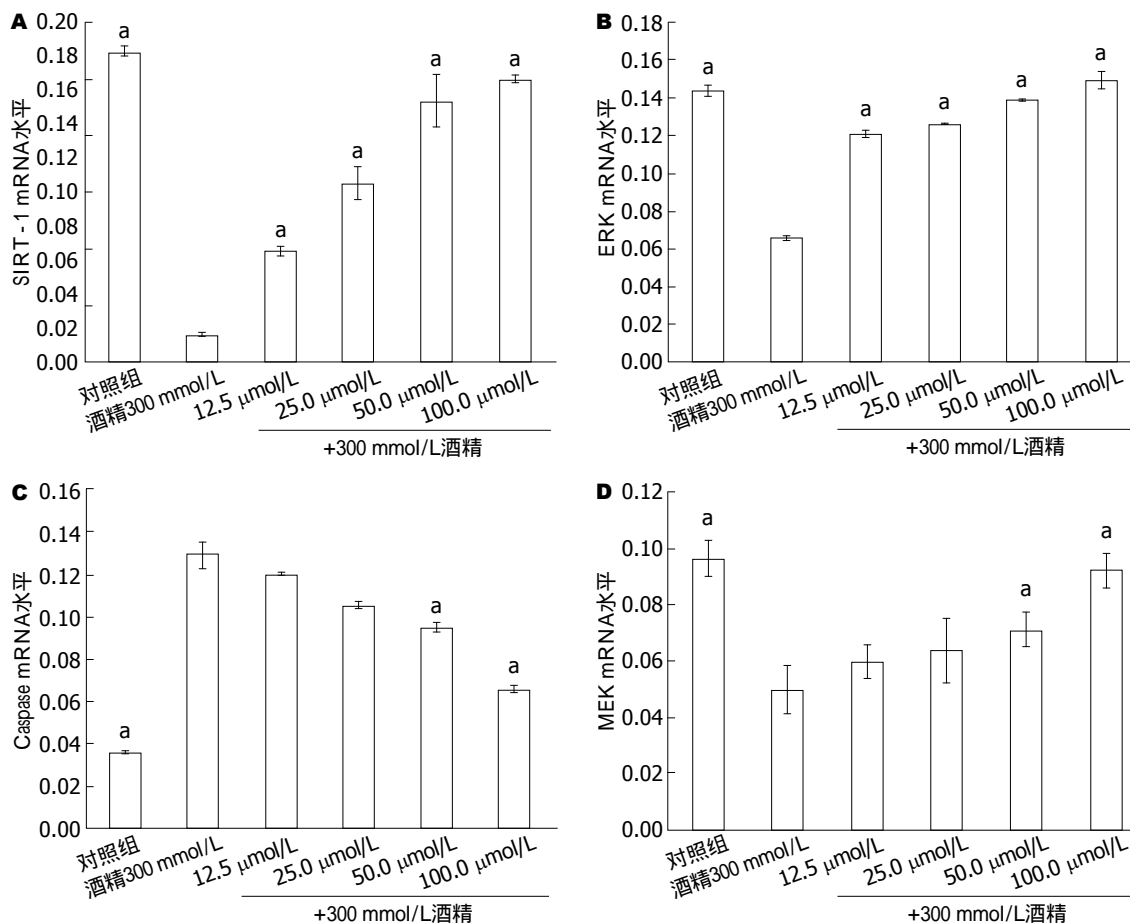 A
0.20
0.18
0.16
0.14
0.12
0.10
0.06
0.04
0.02
0.00
SIRT - 1 mRNA水平
a
a
a
a
a
对照组
酒精300 mmol/L
12.5 μmol/L
25.0 μmol/L
50.0 μmol/L
100.0 μmol/L
+300 mmol/L酒精
B
0.18
0.16
0.14
0.12
0.10
0.08
0.06
0.04
0.02
0.00
ERK mRNA水平
a
a
a
a
a
对照组
酒精300 mmol/L
12.5 μmol/L
25.0 μmol/L
50.0 μmol/L
100.0 μmol/L
+300 mmol/L酒精
C
0.16
0.14
0.12
0.10
0.08
0.06
0.04
0.02
0.00
Caspase mRNA水平
a
a
a
对照组
酒精300 mmol/L
12.5 μmol/L
25.0 μmol/L
50.0 μmol/L
100.0 μmol/L
+300 mmol/L酒精
D
0.12
0.10
0.08
0.06
0.04
0.02
0.00
MEK mRNA水平
a
a
a
对照组
酒精300 mmol/L
12.5 μmol/L
25.0 μmol/L
50.0 μmol/L
100.0 μmol/L
+300 mmol/L酒精